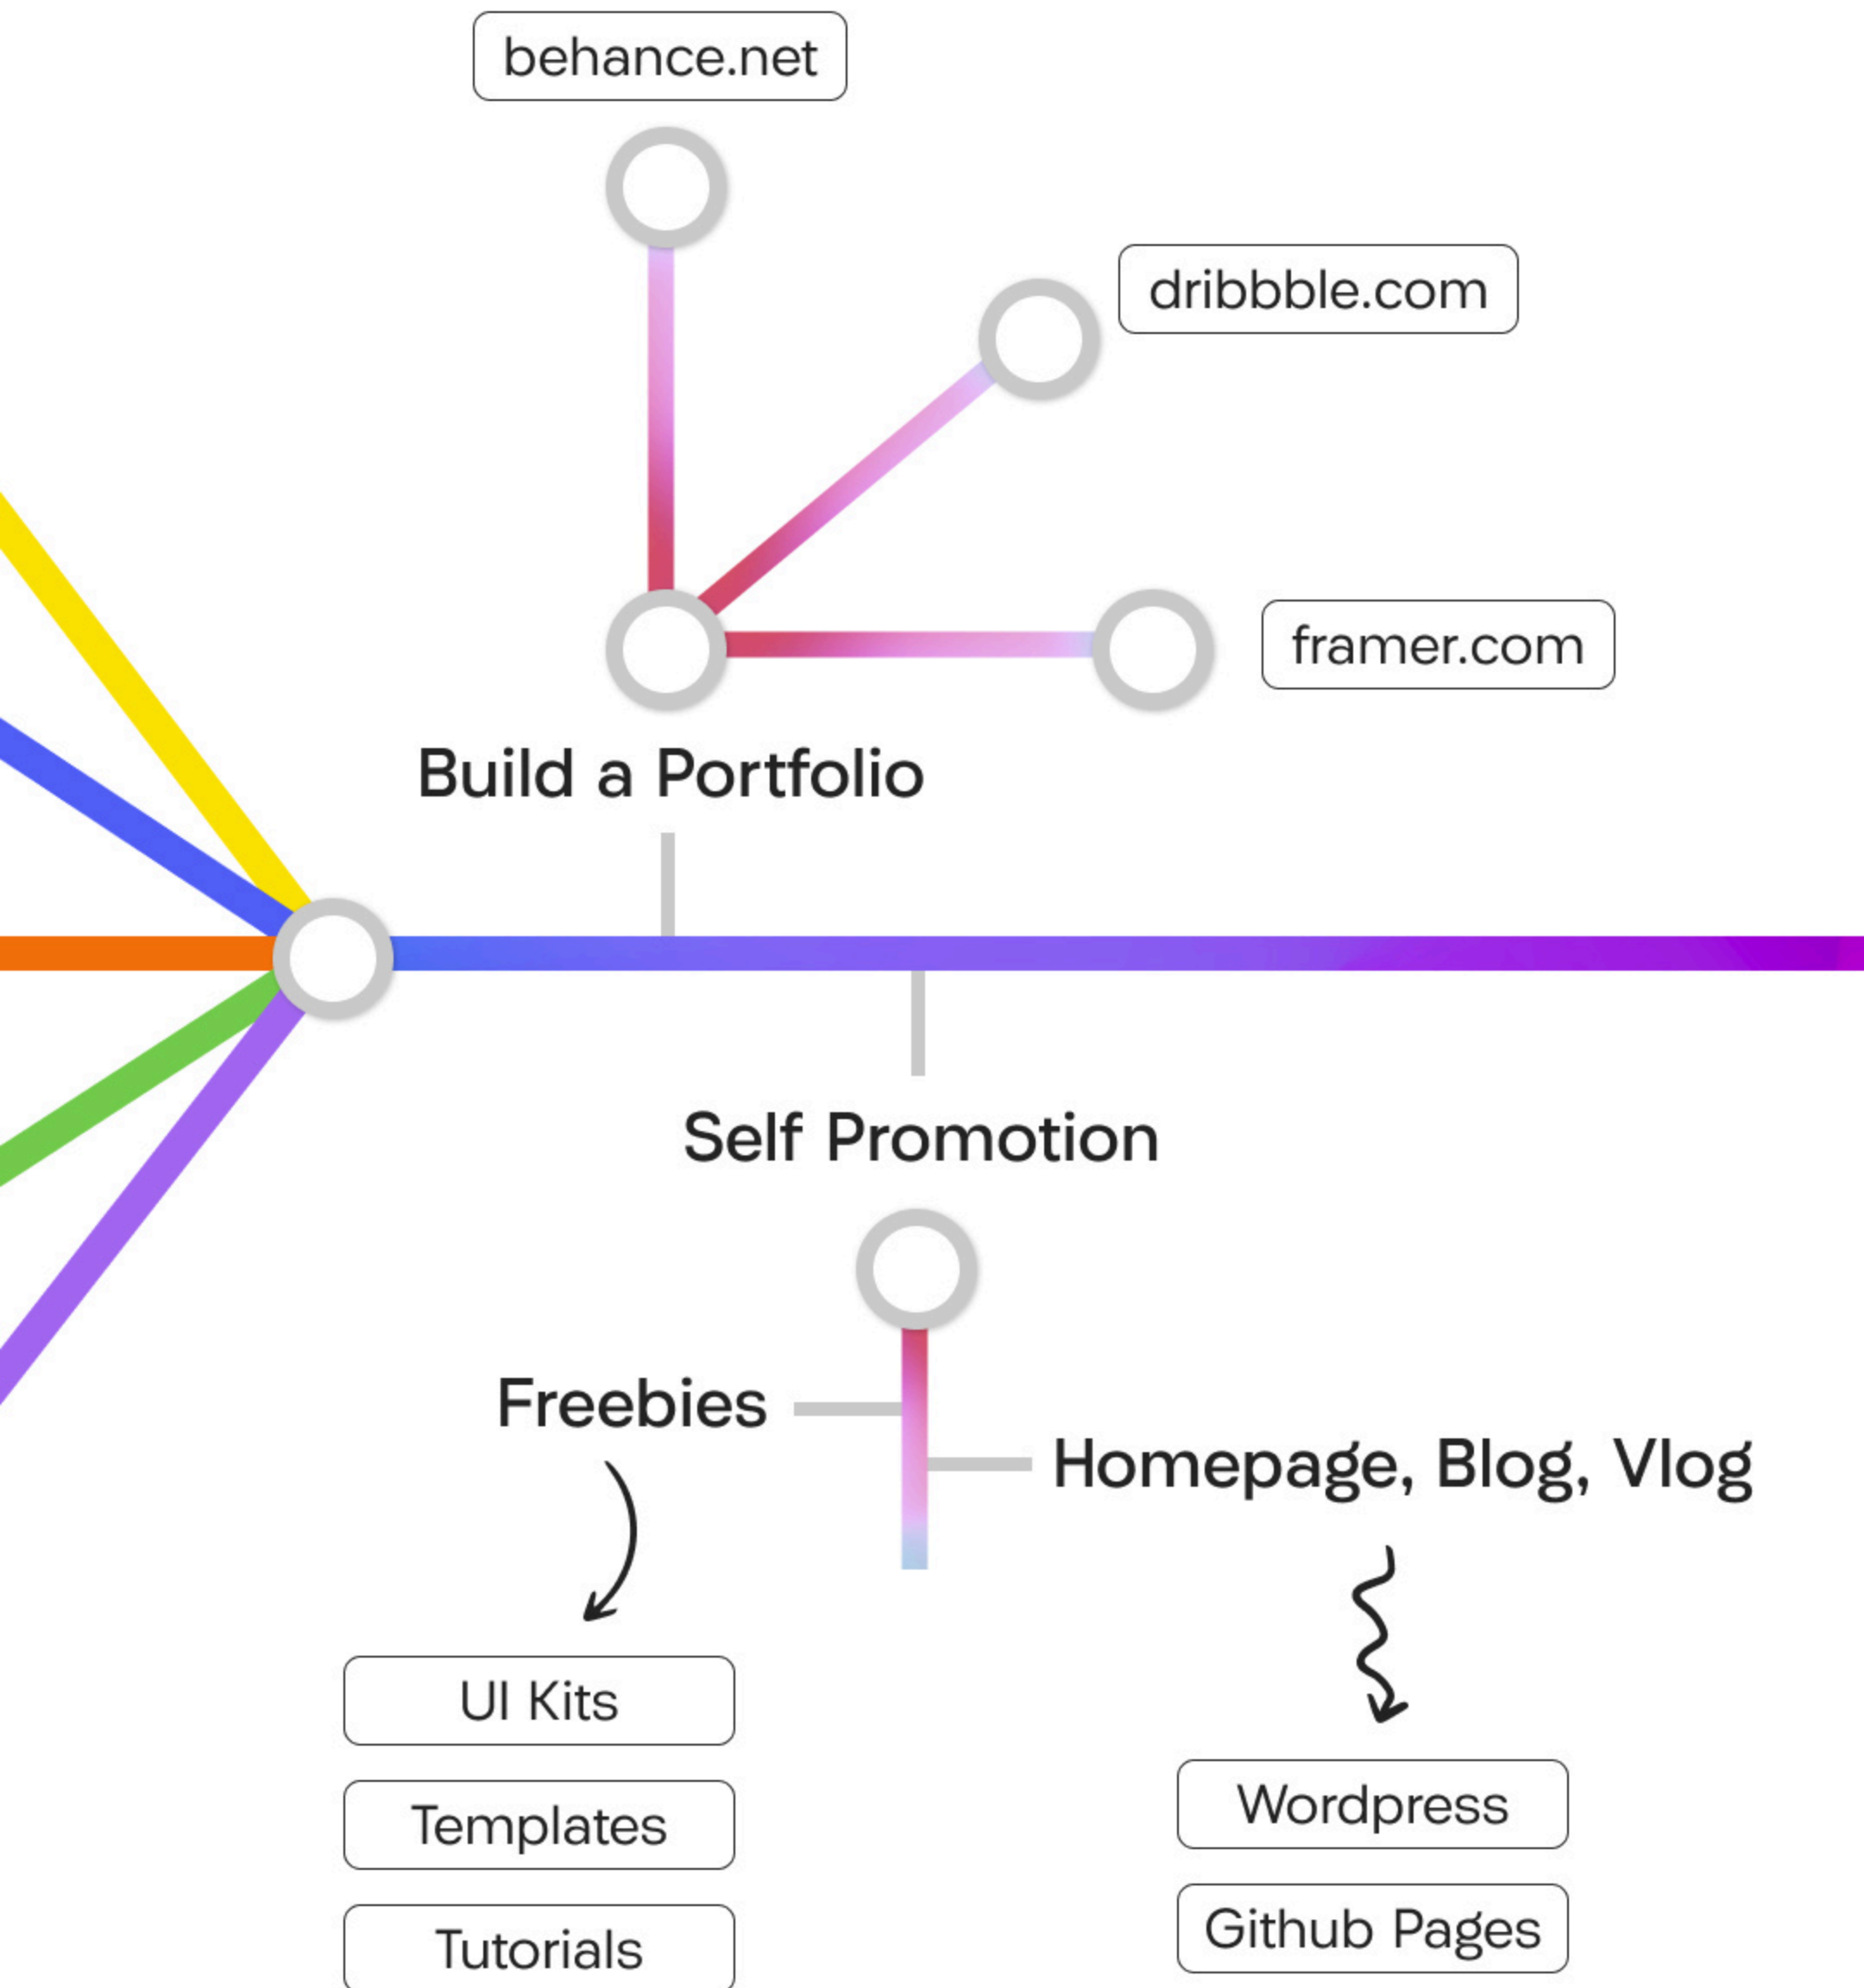 behance.net
dribbble.com
framer.com
Build a Portfolio
Self Promotion
Freebies
Homepage, Blog, Vlog
UI Kits
Templates
Tutorials
Wordpress
Github Pages